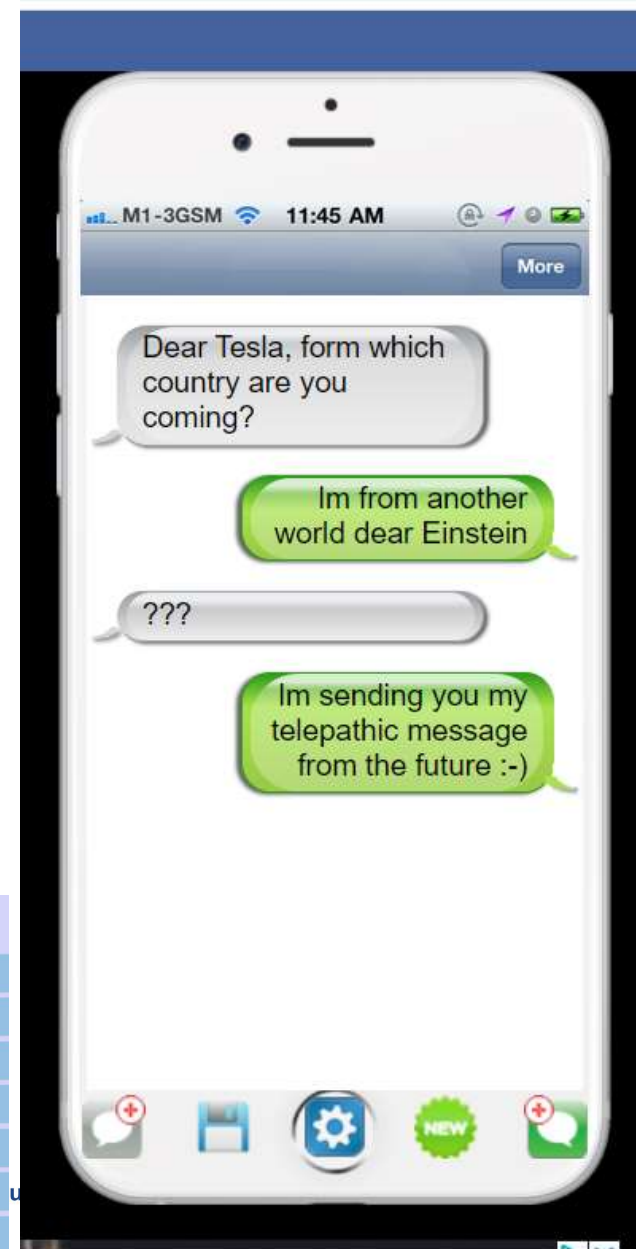 M1-3GSM 11:45 AM
More
Dear Tesla, form which
country are you
coming?
Im from another
world dear Einstein
???
Im sending you my
telepathic message
from the future :-)
NEW
u